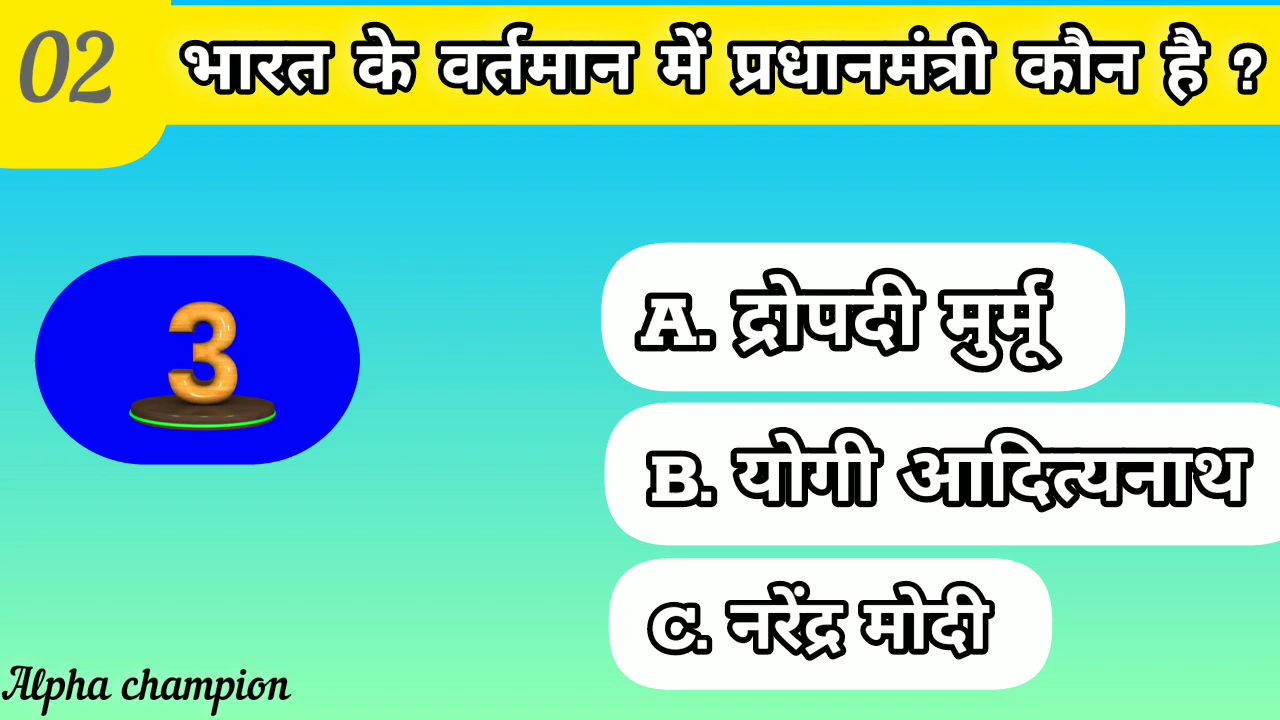 02
भारत के वर्तमान में प्रधानमंत्री कौन है ?
3
A. द्रोपदी मुर्मू
B. योगी आदित्यनाथ
C. नरेंद्र मोदी
Alpha champion